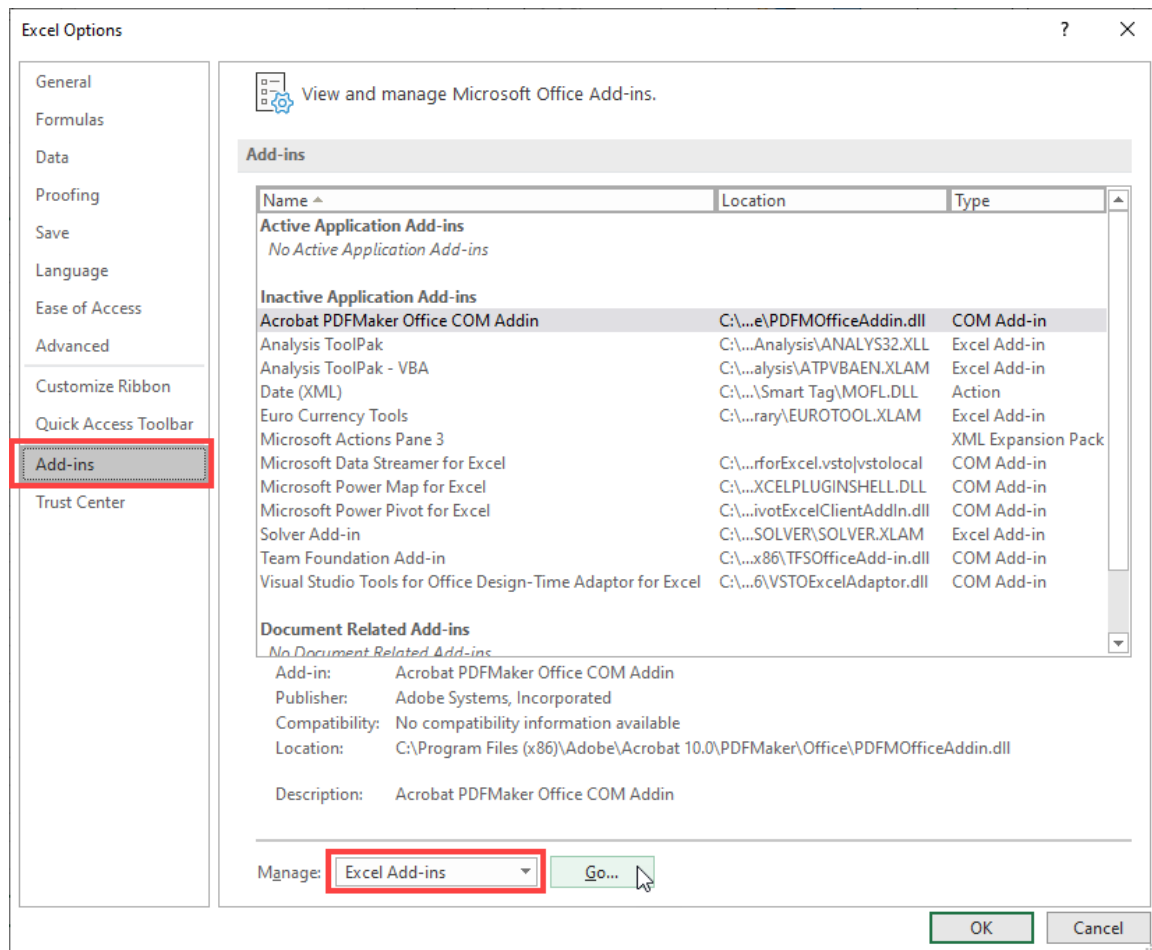 Excel Options
?
General
Formulas
Data
Proofing
Save
Language
Ease of Access
Advanced
Customize Ribbon
Quick Access Toolbar
Add-ins
Trust Center
View and manage Microsoft Office Add-ins.
Add-ins
Name Location Type
Active Application Add-ins
No Active Application Add-ins
Inactive Application Add-ins
Acrobat PDFMaker Office COM Addin C:\...e\PDFMOfficeAddin.dll COM Add-in
Analysis ToolPak C:\...Analysis\ANALYS32.XLL Excel Add-in
Analysis ToolPak - VBA C:\...alysis\ATPVBAEN.XLAM Excel Add-in
Date (XML) C:\...\Smart Tag\MOFL.DLL Action
Euro Currency Tools C:\...rary\EUROTOOL.XLAM Excel Add-in
Microsoft Actions Pane 3 XML Expansion Pack
Microsoft Data Streamer for Excel C:\...rforExcel.vsto|vstolocal COM Add-in
Microsoft Power Map for Excel C:\...XCELPLUGINSHELL.DLL COM Add-in
Microsoft Power Pivot for Excel C:\...ivotExcelClientAddIn.dll COM Add-in
Solver Add-in C:\...SOLVER\SOLVER.XLAM Excel Add-in
Team Foundation Add-in C:\...x86\TFSOfficeAdd-in.dll COM Add-in
Visual Studio Tools for Office Design-Time Adaptor for Excel C:\...6\VSTOExcelAdaptor.dll COM Add-in
Document Related Add-ins
No Document Related Add-ins
Add-in: Acrobat PDFMaker Office COM Addin
Publisher: Adobe Systems, Incorporated
Compatibility: No compatibility information available
Location: C:\Program Files (x86)\Adobe\Acrobat 10.0\PDFMaker\Office\PDFMOfficeAddin.dll
Description: Acrobat PDFMaker Office COM Addin
Manage: Excel Add-ins Go...
OK Cancel